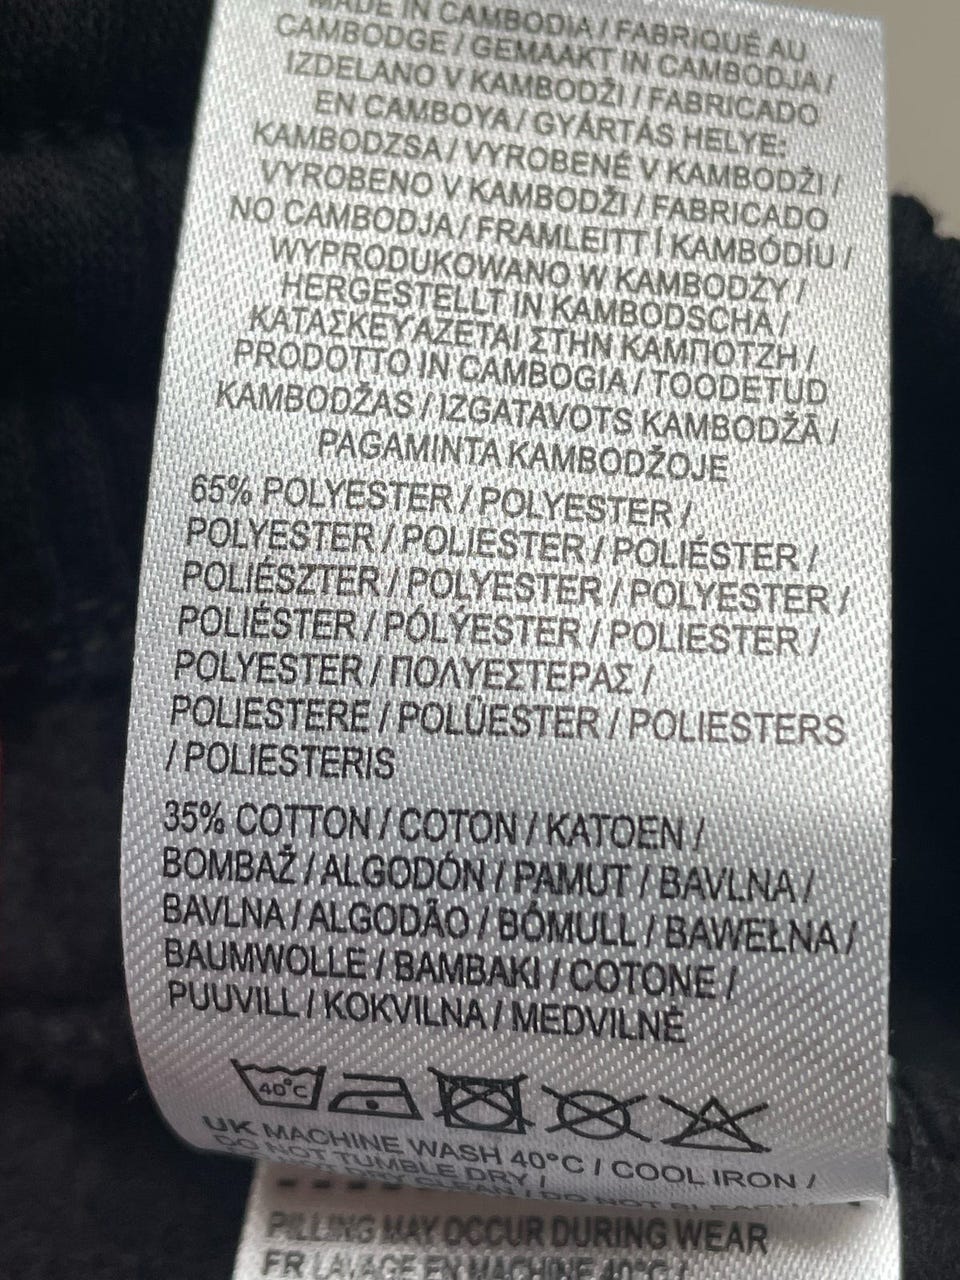 MADE IN CAMBODIA / FABRIQUÉ AU
CAMBODGE / GEMAAKT IN CAMBODJA /
IZDELANO V KAMBODŽI / FABRICADO
EN CAMBOYA / GYÁRTÁS HELYE:
KAMBODZSA / VYROBENÉ V KAMBODŽI /
VYROBENO V KAMBODŽI / FABRICADO
NO CAMBODJA / FRAMLEITT Í KAMBÓDÍU /
WYPRODUKOWANO W KAMBODŻY /
HERGESTELLT IN KAMBODSCHA /
ΚΑΤΑΣΚΕΥΑΖΕΤΑΙ ΣΤΗΝ ΚΑΜΠΟΤΖΗ /
PRODOTTO IN CAMBOGIA / TOODETUD
KAMBODŽAS / IZGATAVOTS KAMBODŽĀ /
PAGAMINTA KAMBODŽOJE
65% POLYESTER / POLYESTER /
POLYESTER / POLIESTER / POLIÉSTER /
POLIÉSZTER / POLYESTER / POLYESTER /
POLIÉSTER / PÓLÝESTER / POLIESTER /
POLYESTER / ΠΟΛΥΕΣΤΕΡΑΣ /
POLIESTERE / POLÜESTER / POLIESTERS
/ POLIESTERIS
35% COTTON / COTON / KATOEN /
BOMBAŽ / ALGODÓN / PAMUT / BAVLNA /
BAVLNA / ALGODÃO / BÓMULL / BAWEŁNA /
BAUMWOLLE / BAMBAKI / COTONE /
PUUVILL / KOKVILNA / MEDVILNĖ
40°C
UK MACHINE WASH 40°C / COOL IRON /
DO NOT TUMBLE DRY /
CLEAN / DO NOT BLEACH
PILLING MAY OCCUR DURING WEAR
FR LAVAGE EN MACHINE 40°C /